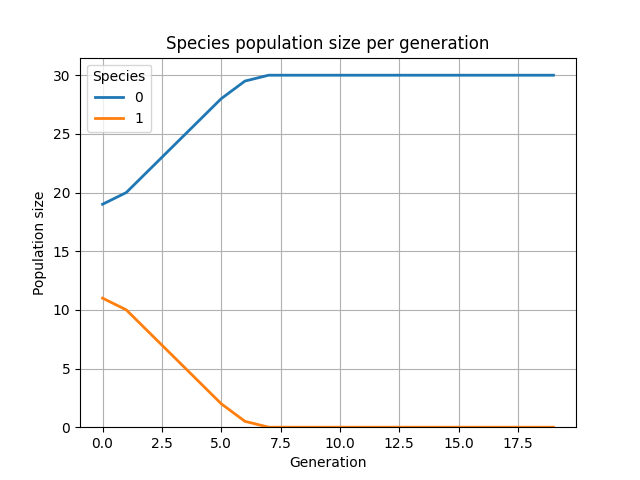 Species population size per generation
Species
0
1
30
25
20
15
10
5
0
Population size
0.0 2.5 5.0 7.5 10.0 12.5 15.0 17.5
Generation